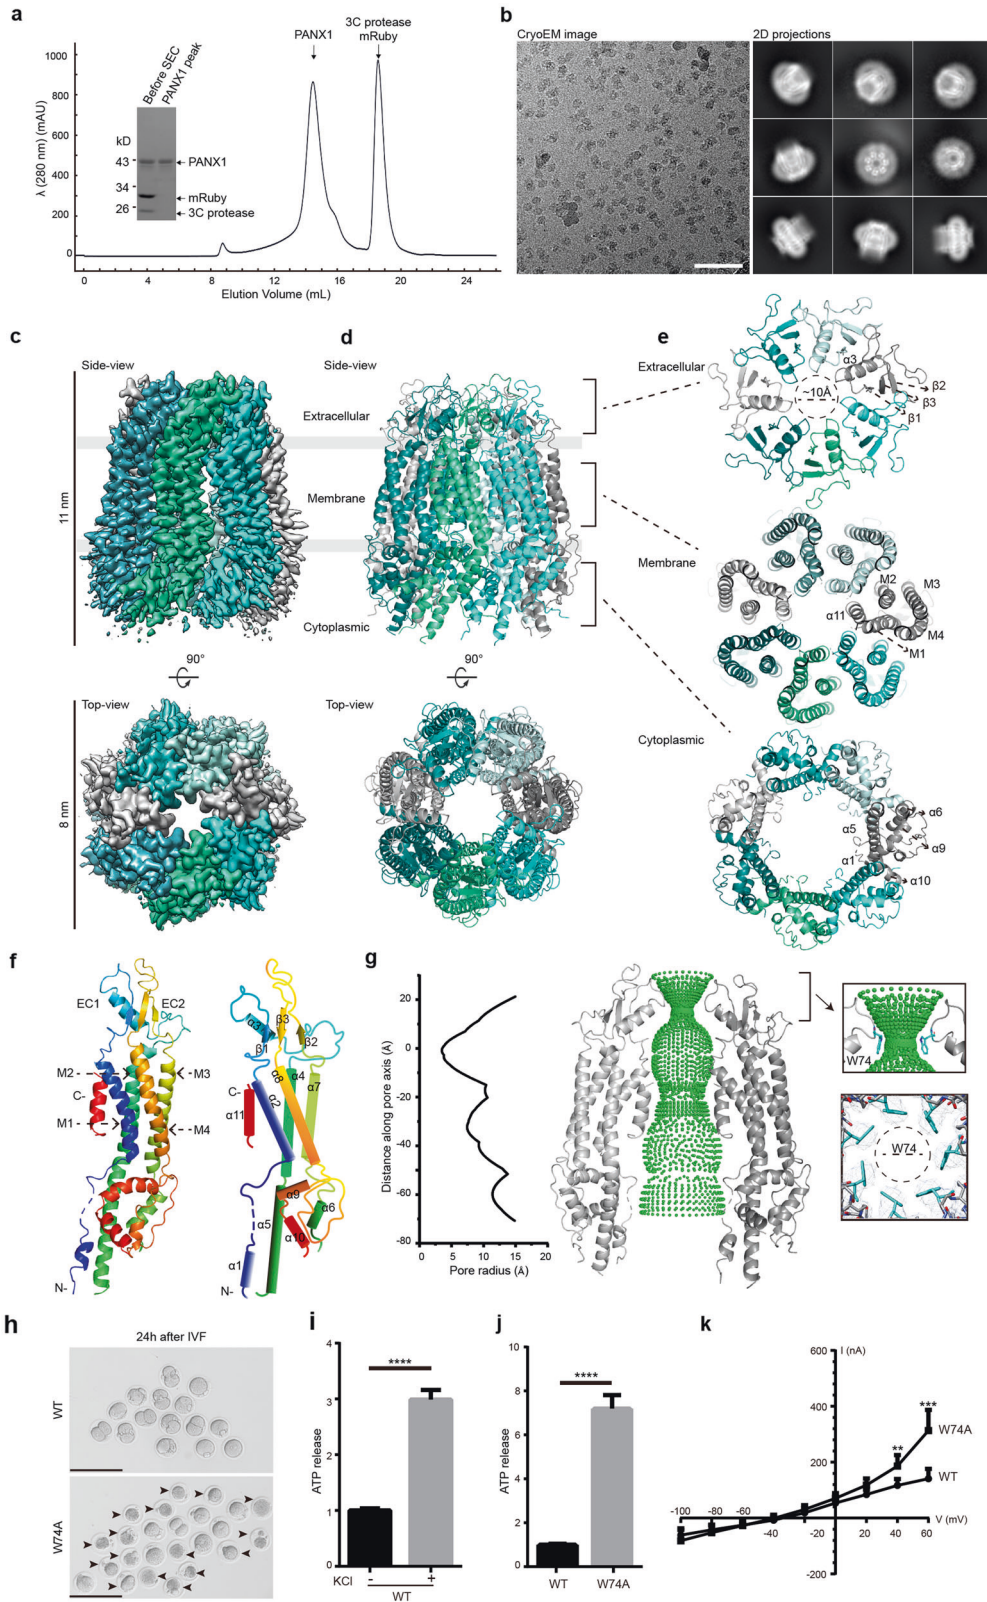 a
PANX1
3C protease
mRuby
Before SEC
PANX1 peak
kD
43
34
26
PANX1
mRuby
3C protease
λ (280 nm) (mAU)
1000
800
600
400
200
0
0 4 8 12 16 20 24
Elution Volume (mL)
b
CryoEM image
2D projections
c
Side-view
11 nm
90°
Top-view
8 nm
d
Side-view
Extracellular
Membrane
Cytoplasmic
90°
Top-view
e
Extracellular
α3
~10Å
β2
β3
β1
Membrane
M2
M3
α11
M4
M1
Cytoplasmic
α6
α5
α9
α1
α10
f
EC1
EC2
M2
M3
C-
M1
M4
N-
α3
β3
β1
β2
α8
α4
α7
C-
α2
α11
α9
α5
α6
α10
α1
N-
g
Distance along pore axis (Å)
20
0
-20
-40
-60
-80
0 5 10 15 20
Pore radius (Å)
W74
W74
h
24h after IVF
WT
W74A
i
ATP release
4
3
2
1
0
****
KCl - +
WT
j
ATP release
10
8
6
4
2
0
****
WT W74A
k
I (nA)
600
400
200
-200
***
**
W74A
WT
V (mV)
-100 -80 -60 -40 -20 0 20 40 60